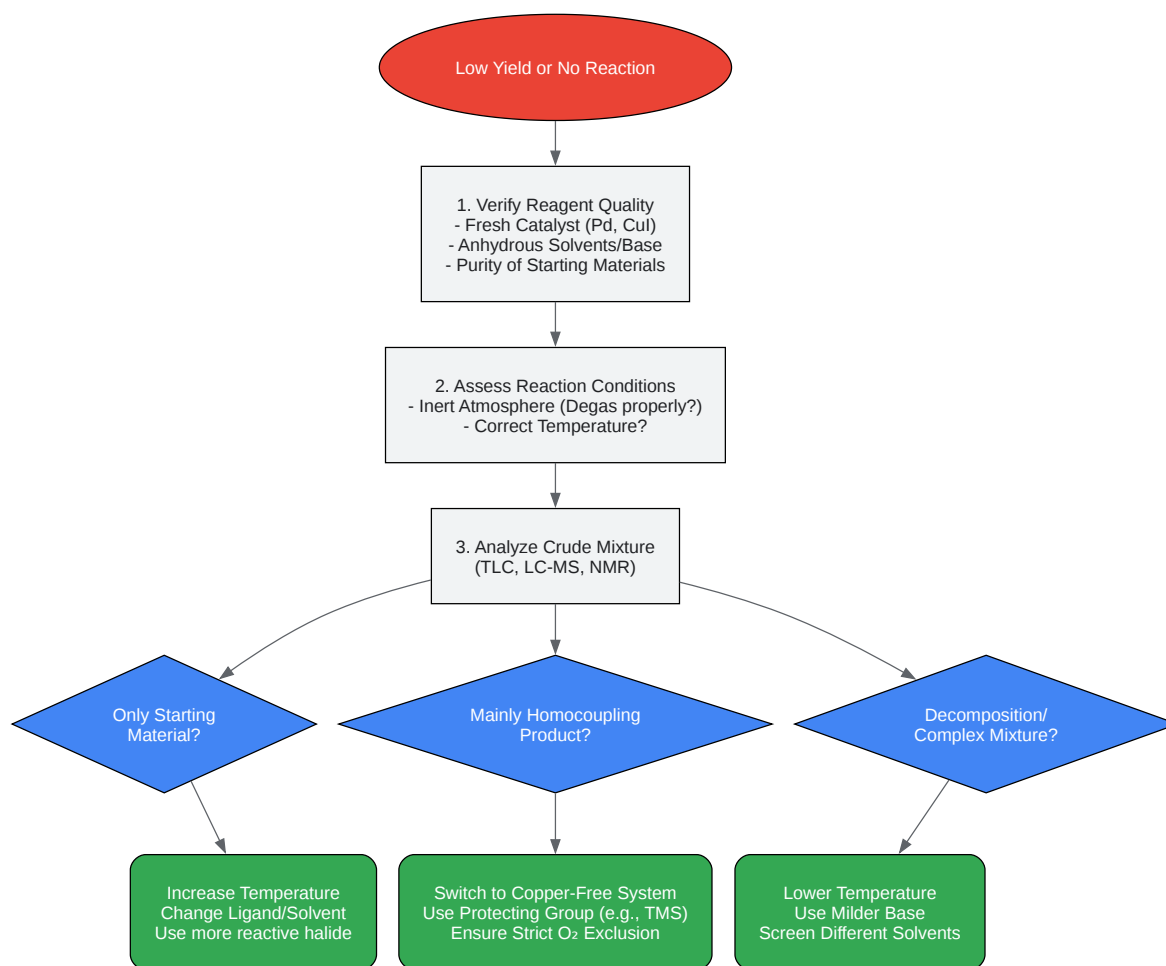 Low Yield or No Reaction
1. Verify Reagent Quality
- Fresh Catalyst (Pd, CuI)
- Anhydrous Solvents/Base
- Purity of Starting Materials
2. Assess Reaction Conditions
- Inert Atmosphere (Degas properly?)
- Correct Temperature?
3. Analyze Crude Mixture
(TLC, LC-MS, NMR)
Only Starting
Material?
Mainly Homocoupling
Product?
Decomposition/
Complex Mixture?
Increase Temperature
Change Ligand/Solvent
Use more reactive halide
Switch to Copper-Free System
Use Protecting Group (e.g., TMS)
Ensure Strict O₂ Exclusion
Lower Temperature
Use Milder Base
Screen Different Solvents